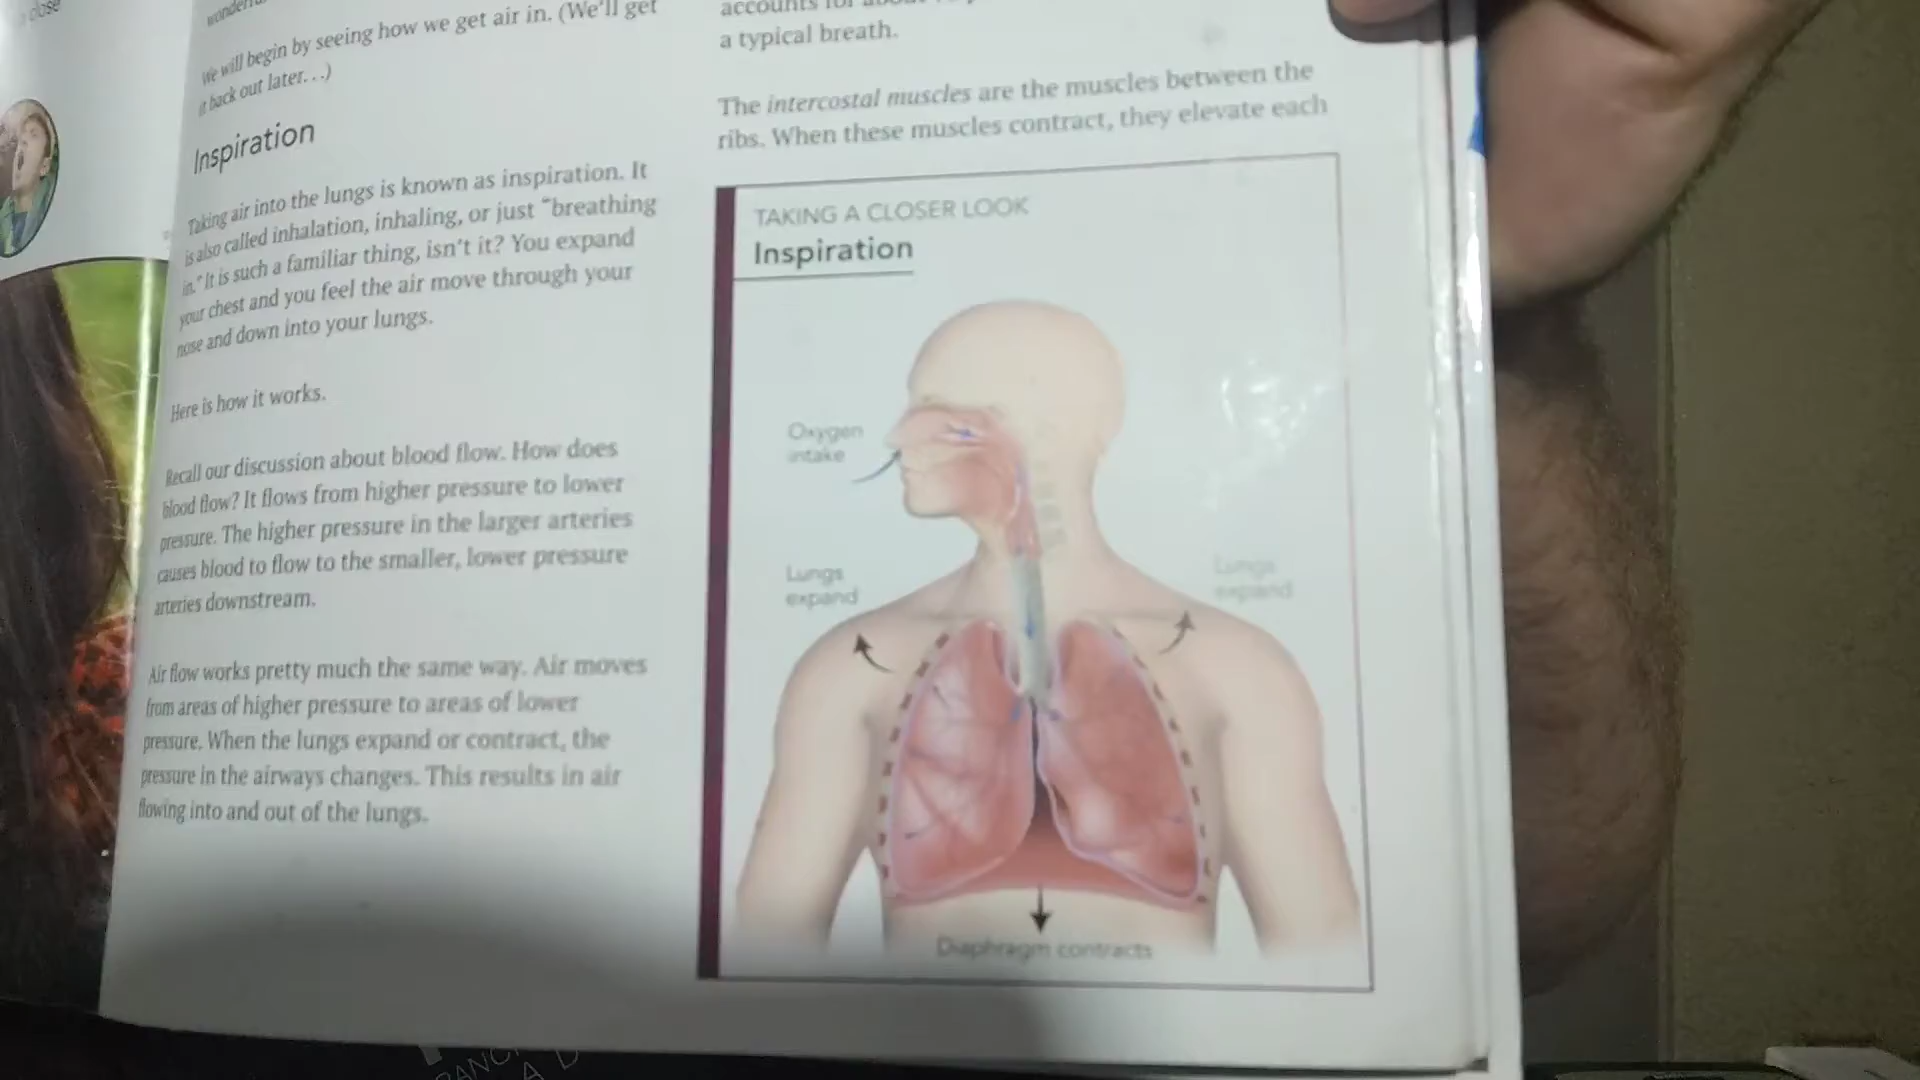 a close
wonderful
We will begin by seeing how we get air in. (We'll get
it back out later. . .)
Inspiration
Taking air into the lungs is known as inspiration. It
is also called inhalation, inhaling, or just "breathing
in." It is such a familiar thing, isn't it? You expand
your chest and you feel the air move through your
nose and down into your lungs.
Here is how it works.
Recall our discussion about blood flow. How does
blood flow? It flows from higher pressure to lower
pressure. The higher pressure in the larger arteries
causes blood to flow to the smaller, lower pressure
arteries downstream.
Air flow works pretty much the same way. Air moves
from areas of higher pressure to areas of lower
pressure. When the lungs expand or contract, the
pressure in the airways changes. This results in air
flowing into and out of the lungs.
accounts for about
a typical breath.
The intercostal muscles are the muscles between the
ribs. When these muscles contract, they elevate each
TAKING A CLOSER LOOK
Inspiration
Oxygen
intake
Lungs
expand
Lungs
expand
Diaphragm contracts